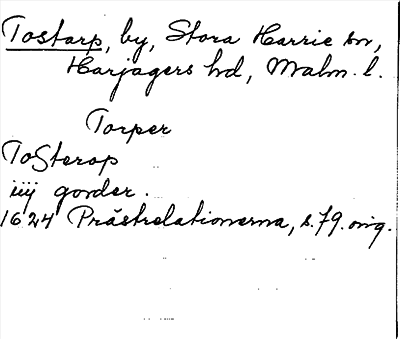 Tostarp, by, Stora Harrie sn,
Harjagers hd, Malm. l.
Torper
ToSterop
iiij gorder.
1624 Prästrelationerna, s. 79. orig.